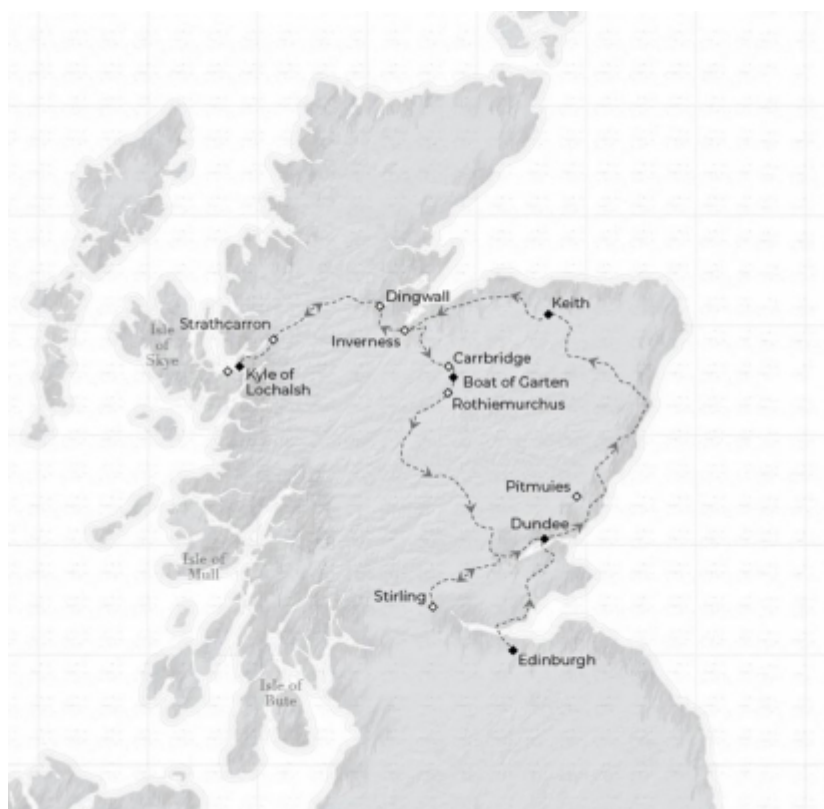 Dingwall
Keith
Strathcarron
Isle
of
Skye
Inverness
Carrbridge
Kyle of
Lochalsh
Boat of Garten
Rothiemurchus
Pitmuies
Dundee
Isle of
Mull
Stirling
Edinburgh
Isle of
Bute